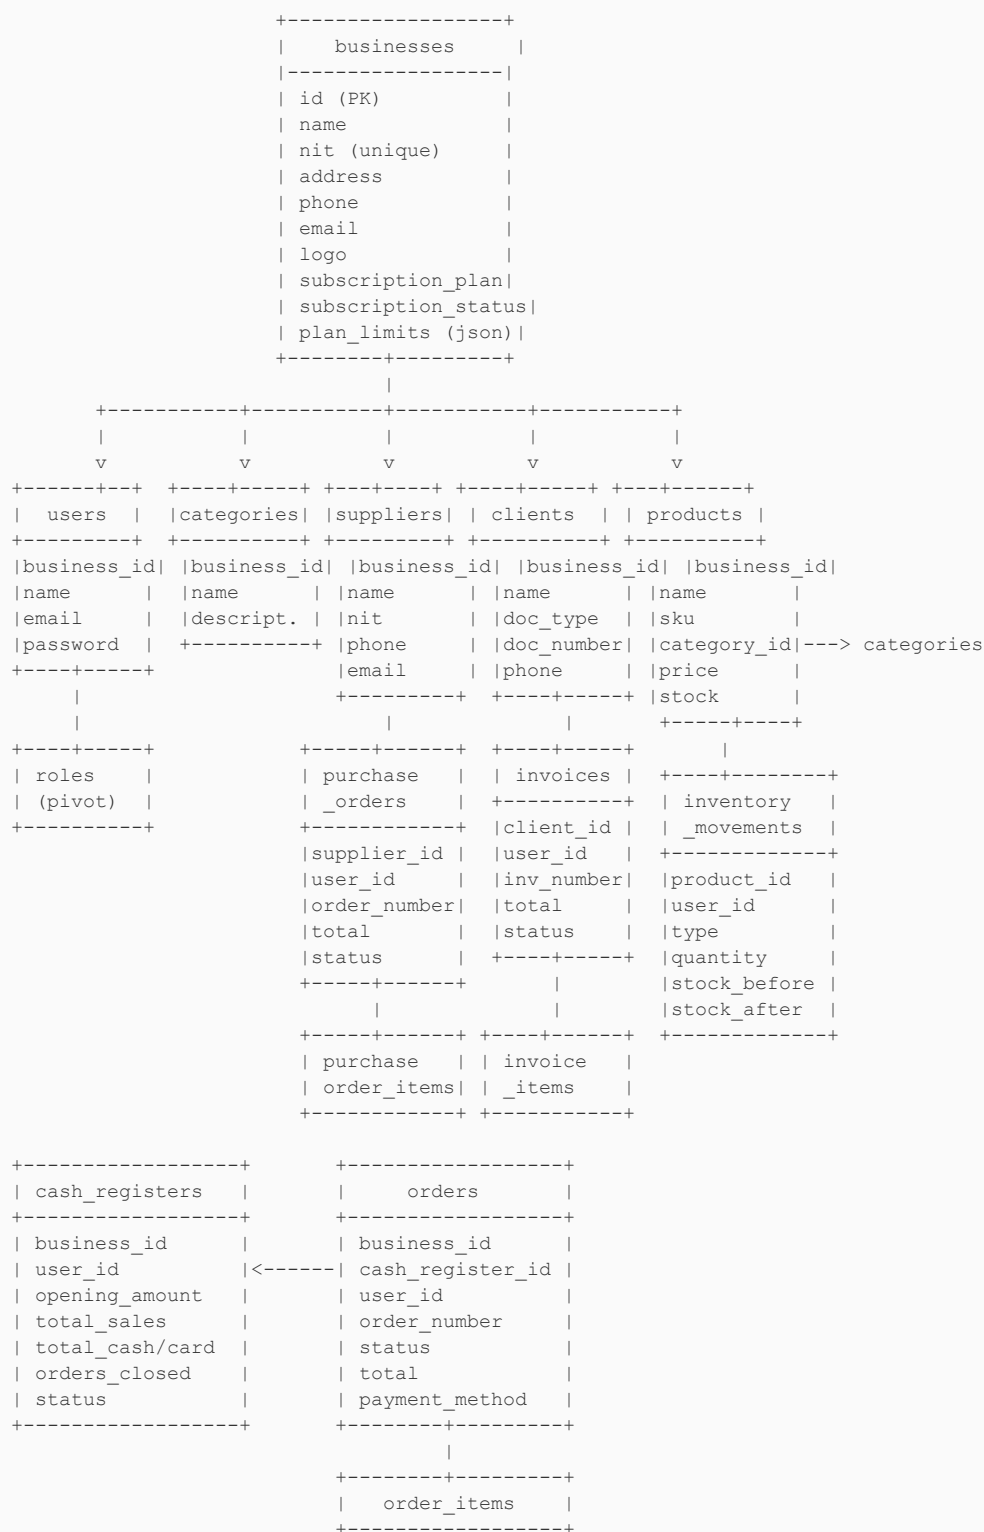 +------------------+
|    businesses     |
|------------------|
| id (PK)          |
| name             |
| nit (unique)     |
| address          |
| phone            |
| email            |
| logo             |
| subscription_plan|
| subscription_status|
| plan_limits (json)|
+--------+---------+
|
+-----------+-----------+-----------+-----------+
|           |           |           |           |
v           v           v           v           v
+------+--+  +----+-----+ +---+----+ +----+-----+ +---+------+
|  users  |  |categories| |suppliers| | clients  | | products |
+---------+  +----------+ +---------+ +----------+ +----------+
|business_id| |business_id| |business_id| |business_id| |business_id|
|name      |  |name      | |name      | |name      | |name       |
|email     |  |descript. | |nit       | |doc_type  | |sku        |
|password  |  +----------+ |phone     | |doc_number| |category_id|---> categories
+----+-----+               |email     | |phone     | |price      |
     |                     +---------+  +----+-----+ |stock      |
     |                         |              |       +-----+----+
+----+-----+            +-----+------+  +----+-----+       |
| roles    |            | purchase   |  | invoices |  +----+--------+
| (pivot)  |            | _orders    |  +----------+  | inventory   |
+----------+            +------------+  |client_id |  | _movements  |
|supplier_id |  |user_id   |  +-------------+
|user_id     |  |inv_number|  |product_id   |
|order_number|  |total     |  |user_id      |
|total       |  |status    |  |type         |
|status      |  +----+-----+  |quantity     |
+-----+------+       |        |stock_before |
      |              |        |stock_after  |
+-----+------+ +----+------+  +-------------+
| purchase   | | invoice   |
| order_items| | _items    |
+------------+ +-----------+
+------------------+       +------------------+
| cash_registers   |       |     orders       |
+------------------+       +------------------+
| business_id      |       | business_id      |
| user_id          |<------| cash_register_id |
| opening_amount   |       | user_id          |
| total_sales      |       | order_number     |
| total_cash/card  |       | status           |
| orders_closed    |       | total            |
| status           |       | payment_method   |
+------------------+       +--------+---------+
|
+--------+---------+
|   order_items    |
+------------------+